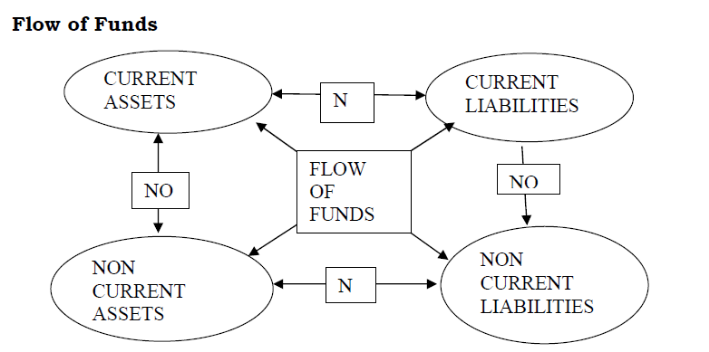 Flow of Funds
CURRENT
ASSETS
N
CURRENT
LIABILITIES
FLOW
OF
FUNDS
NO
NO
NON
CURRENT
ASSETS
N
NON
CURRENT
LIABILITIES